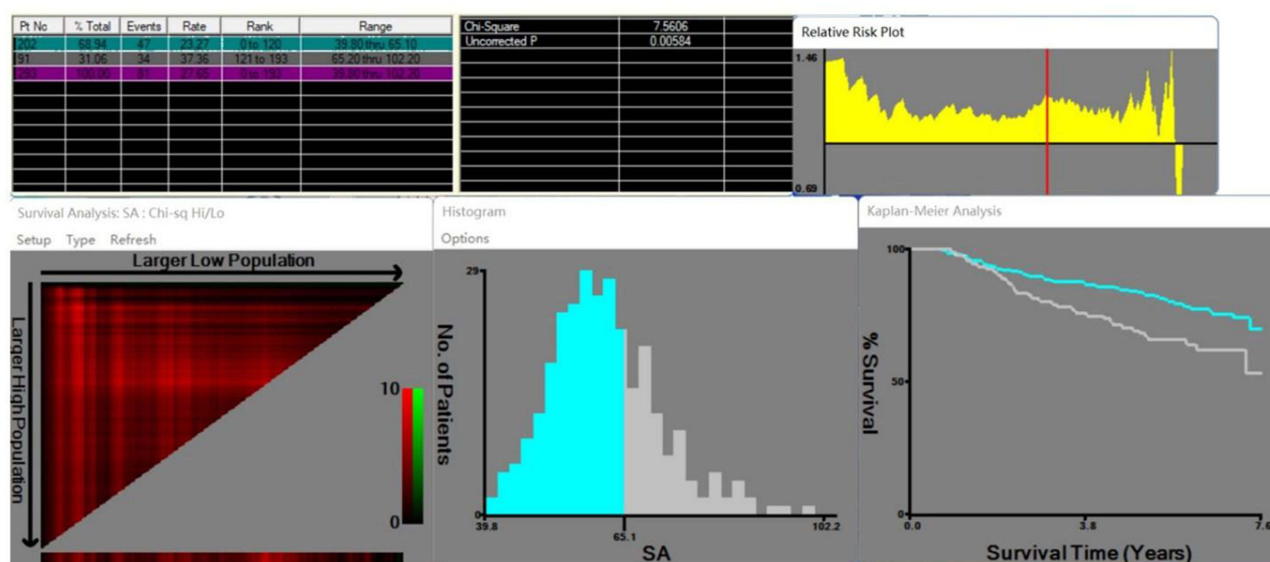 Pt No % Total Events Rate Rank Range
202 68.94 47 23.27 0 to 120 39.80 thru 65.10
91 31.06 34 37.36 121 to 193 65.20 thru 102.20
293 100.00 81 27.65 0 to 193 39.80 thru 102.20
Chi-Square 7.5606
Uncorrected P 0.00584
Relative Risk Plot
1.46
0.69
Survival Analysis: SA : Chi-sq Hi/Lo
Setup Type Refresh
Larger Low Population
Larger High Population
10
0
Histogram
Options
29
No. of Patients
0
39.8
65.1
102.2
SA
Kaplan-Meier Analysis
100
% Survival
50
0
0.0
3.8
7.6
Survival Time (Years)